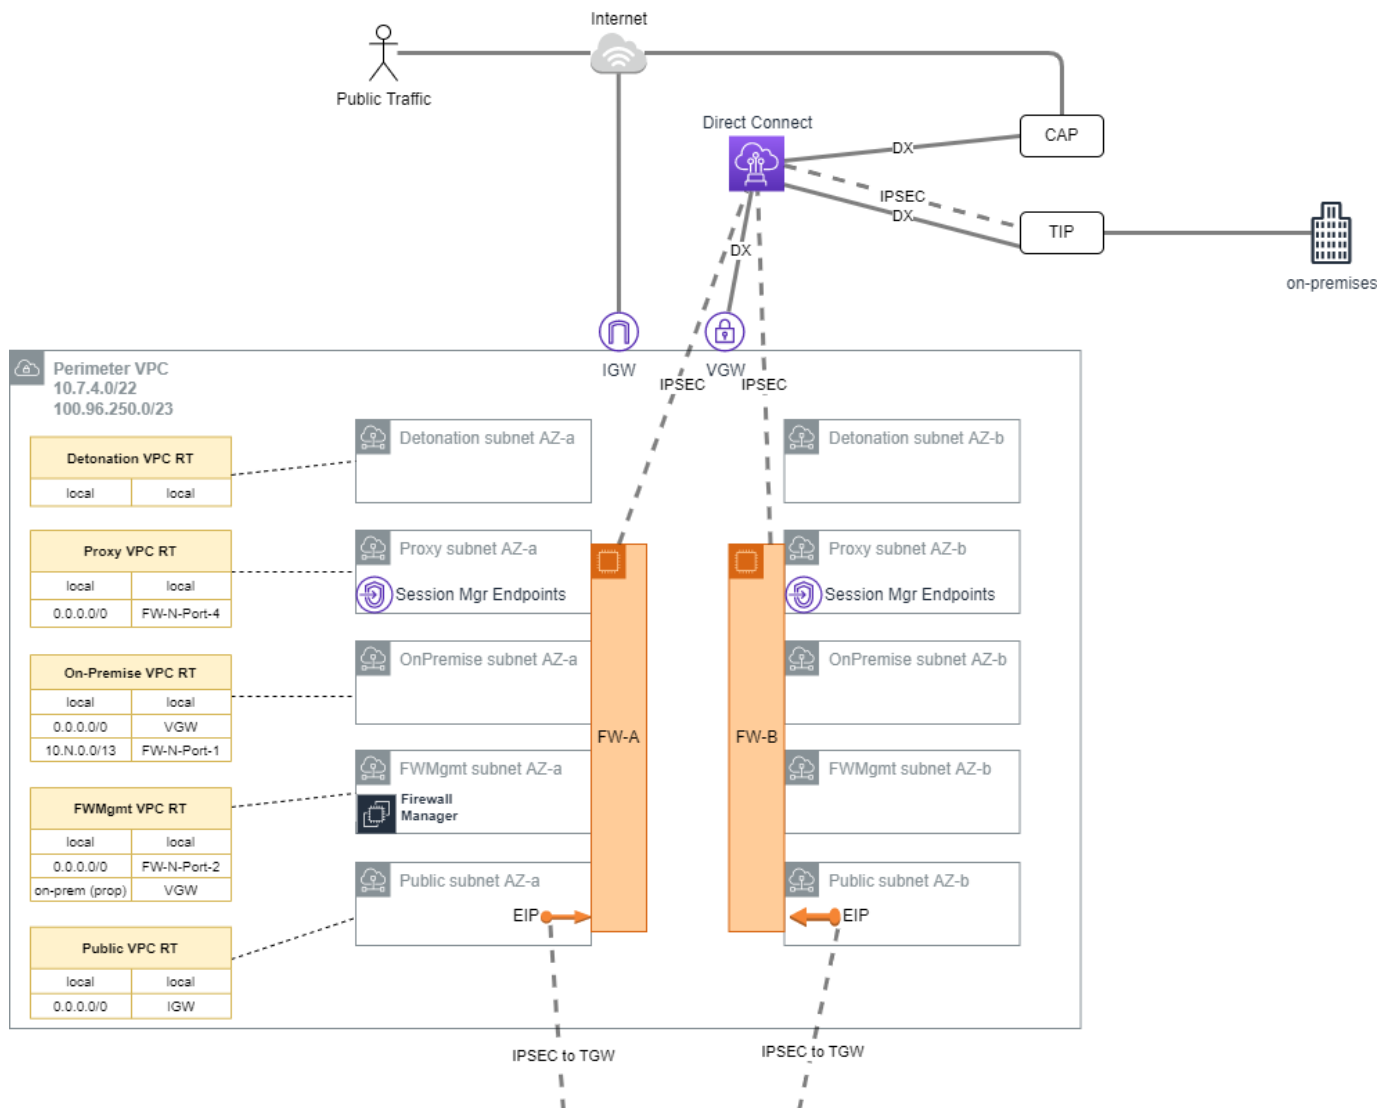 Internet
Public Traffic
Direct Connect
CAP
DX
IPSEC
DX
TIP
on-premises
DX
IGW
VGW
IPSEC
IPSEC
Perimeter VPC
10.7.4.0/22
100.96.250.0/23
Detonation VPC RT
local local
Proxy VPC RT
local local
0.0.0.0/0 FW-N-Port-4
On-Premise VPC RT
local local
0.0.0.0/0 VGW
10.N.0.0/13 FW-N-Port-1
FWMgmt VPC RT
local local
0.0.0.0/0 FW-N-Port-2
on-prem (prop) VGW
Public VPC RT
local local
0.0.0.0/0 IGW
Detonation subnet AZ-a
Proxy subnet AZ-a
Session Mgr Endpoints
OnPremise subnet AZ-a
FWMgmt subnet AZ-a
Firewall
Manager
Public subnet AZ-a
EIP
FW-A
FW-B
Detonation subnet AZ-b
Proxy subnet AZ-b
Session Mgr Endpoints
OnPremise subnet AZ-b
FWMgmt subnet AZ-b
Public subnet AZ-b
EIP
IPSEC to TGW
IPSEC to TGW